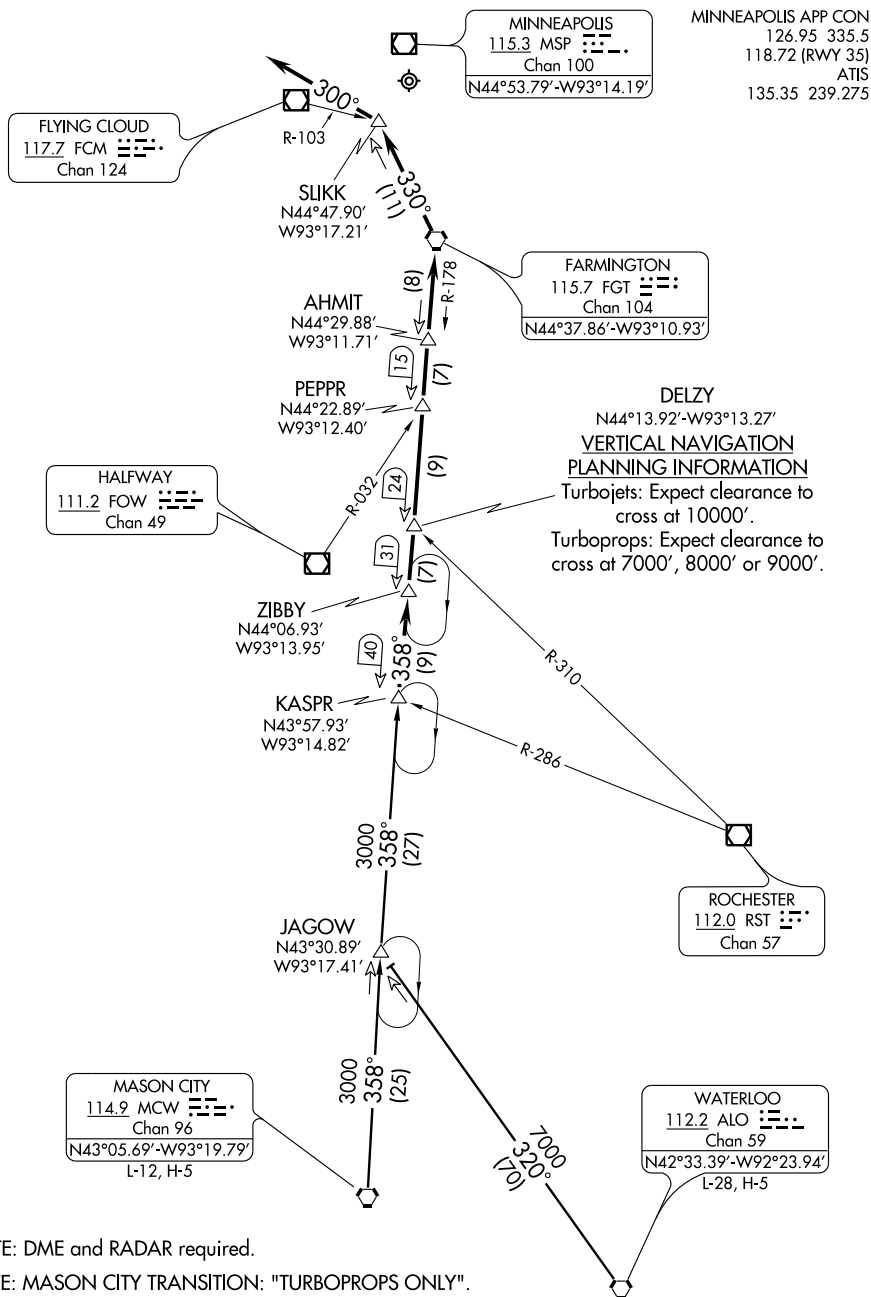 MINNEAPOLIS APP CON
126.95 335.5
118.72 (RWY 35)
ATIS
135.35 239.275
MINNEAPOLIS
115.3 MSP
Chan 100
N44°53.79'-W93°14.19'
300°
R-103
FLYING CLOUD
117.7 FCM
Chan 124
SLIKK
N44°47.90'
W93°17.21'
330°
(11)
FARMINGTON
115.7 FGT
Chan 104
N44°37.86'-W93°10.93'
(8)
R-178
AHMIT
N44°29.88'
W93°11.71'
15
(7)
PEPPR
N44°22.89'
W93°12.40'
DELZY
N44°13.92'-W93°13.27'
VERTICAL NAVIGATION
PLANNING INFORMATION
Turbojets: Expect clearance to
cross at 10000'.
Turboprops: Expect clearance to
cross at 7000', 8000' or 9000'.
(9)
24
R-032
HALFWAY
111.2 FOW
Chan 49
31
(7)
ZIBBY
N44°06.93'
W93°13.95'
40
358°
(9)
R-310
KASPR
N43°57.93'
W93°14.82'
R-286
3000
358°
(27)
ROCHESTER
112.0 RST
Chan 57
JAGOW
N43°30.89'
W93°17.41'
3000
358°
(25)
MASON CITY
114.9 MCW
Chan 96
N43°05.69'-W93°19.79'
L-12, H-5
7000
320°
(70)
WATERLOO
112.2 ALO
Chan 59
N42°33.39'-W92°23.94'
L-28, H-5
TE: DME and RADAR required.
TE: MASON CITY TRANSITION: "TURBOPROPS ONLY".